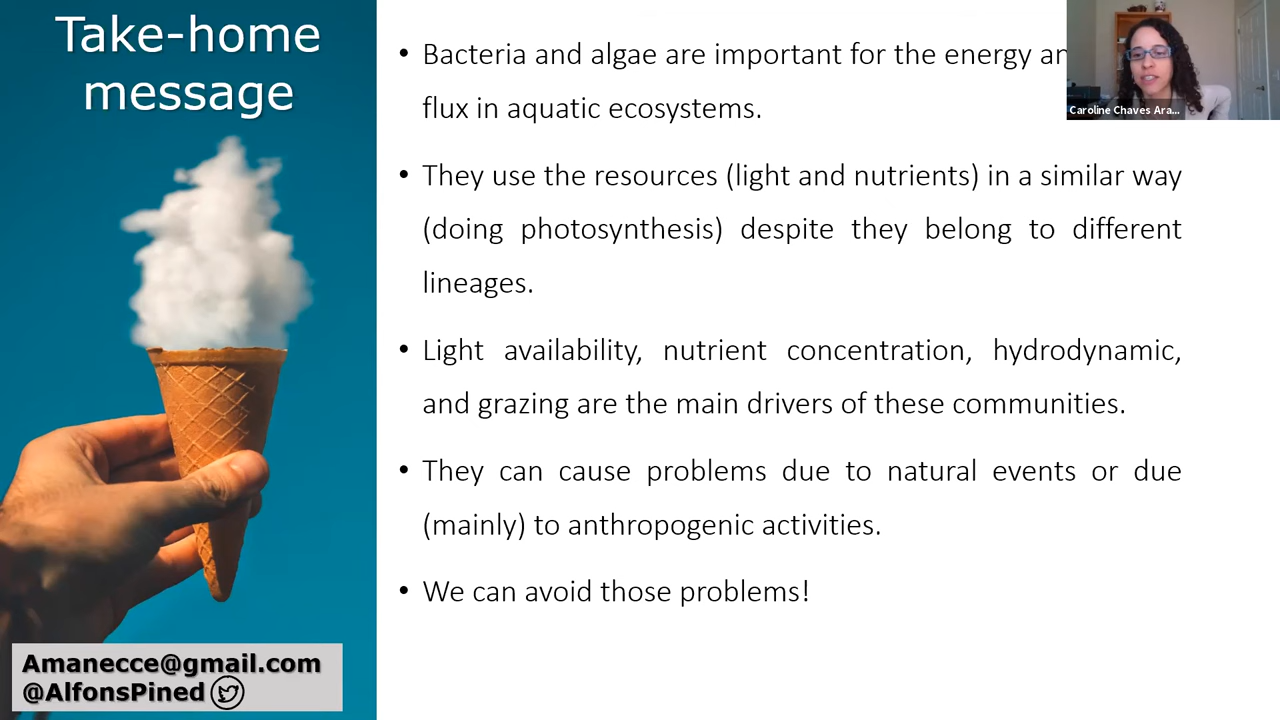 Take-home
message
• Bacteria and algae are important for the energy
flux in aquatic ecosystems.
• They use the resources (light and nutrients) in a similar way
(doing photosynthesis) despite they belong to different
lineages.
• Light availability, nutrient concentration, hydrodynamic,
and grazing are the main drivers of these communities.
• They can cause problems due to natural events or due
(mainly) to anthropogenic activities.
• We can avoid those problems!
Caroline Chaves Ara...
Amanecce@gmail.com
@AlfonsPined